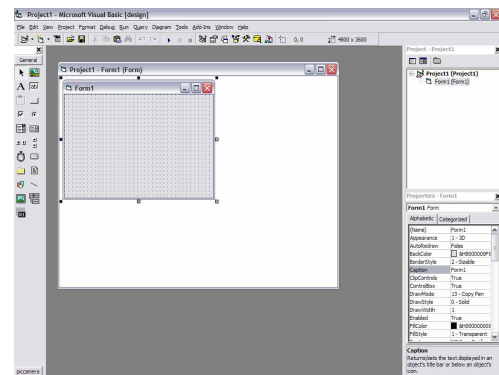 Project1 - Microsoft Visual Basic [design]
File Edit View Project Format Debug Run Query Diagram Tools Add-Ins Window Help
0, 0 4800 x 3600
General
Project1 - Form1 (Form)
Form1
piccamera
Project - Project1
Project1 (Project1)
Form1 (Form1)
Properties - Form1
Form1 Form
Alphabetic Categorized
(Name) Form1
Appearance 1 - 3D
AutoRedraw False
BackColor &H8000000F&
BorderStyle 2 - Sizable
Caption Form1
ClipControls True
ControlBox True
DrawMode 13 - Copy Pen
DrawStyle 0 - Solid
DrawWidth 1
Enabled True
FillColor &H00000000
FillStyle 1 - Transparent
Caption
Returns/sets the text displayed in an
object's title bar or below an object's
icon.